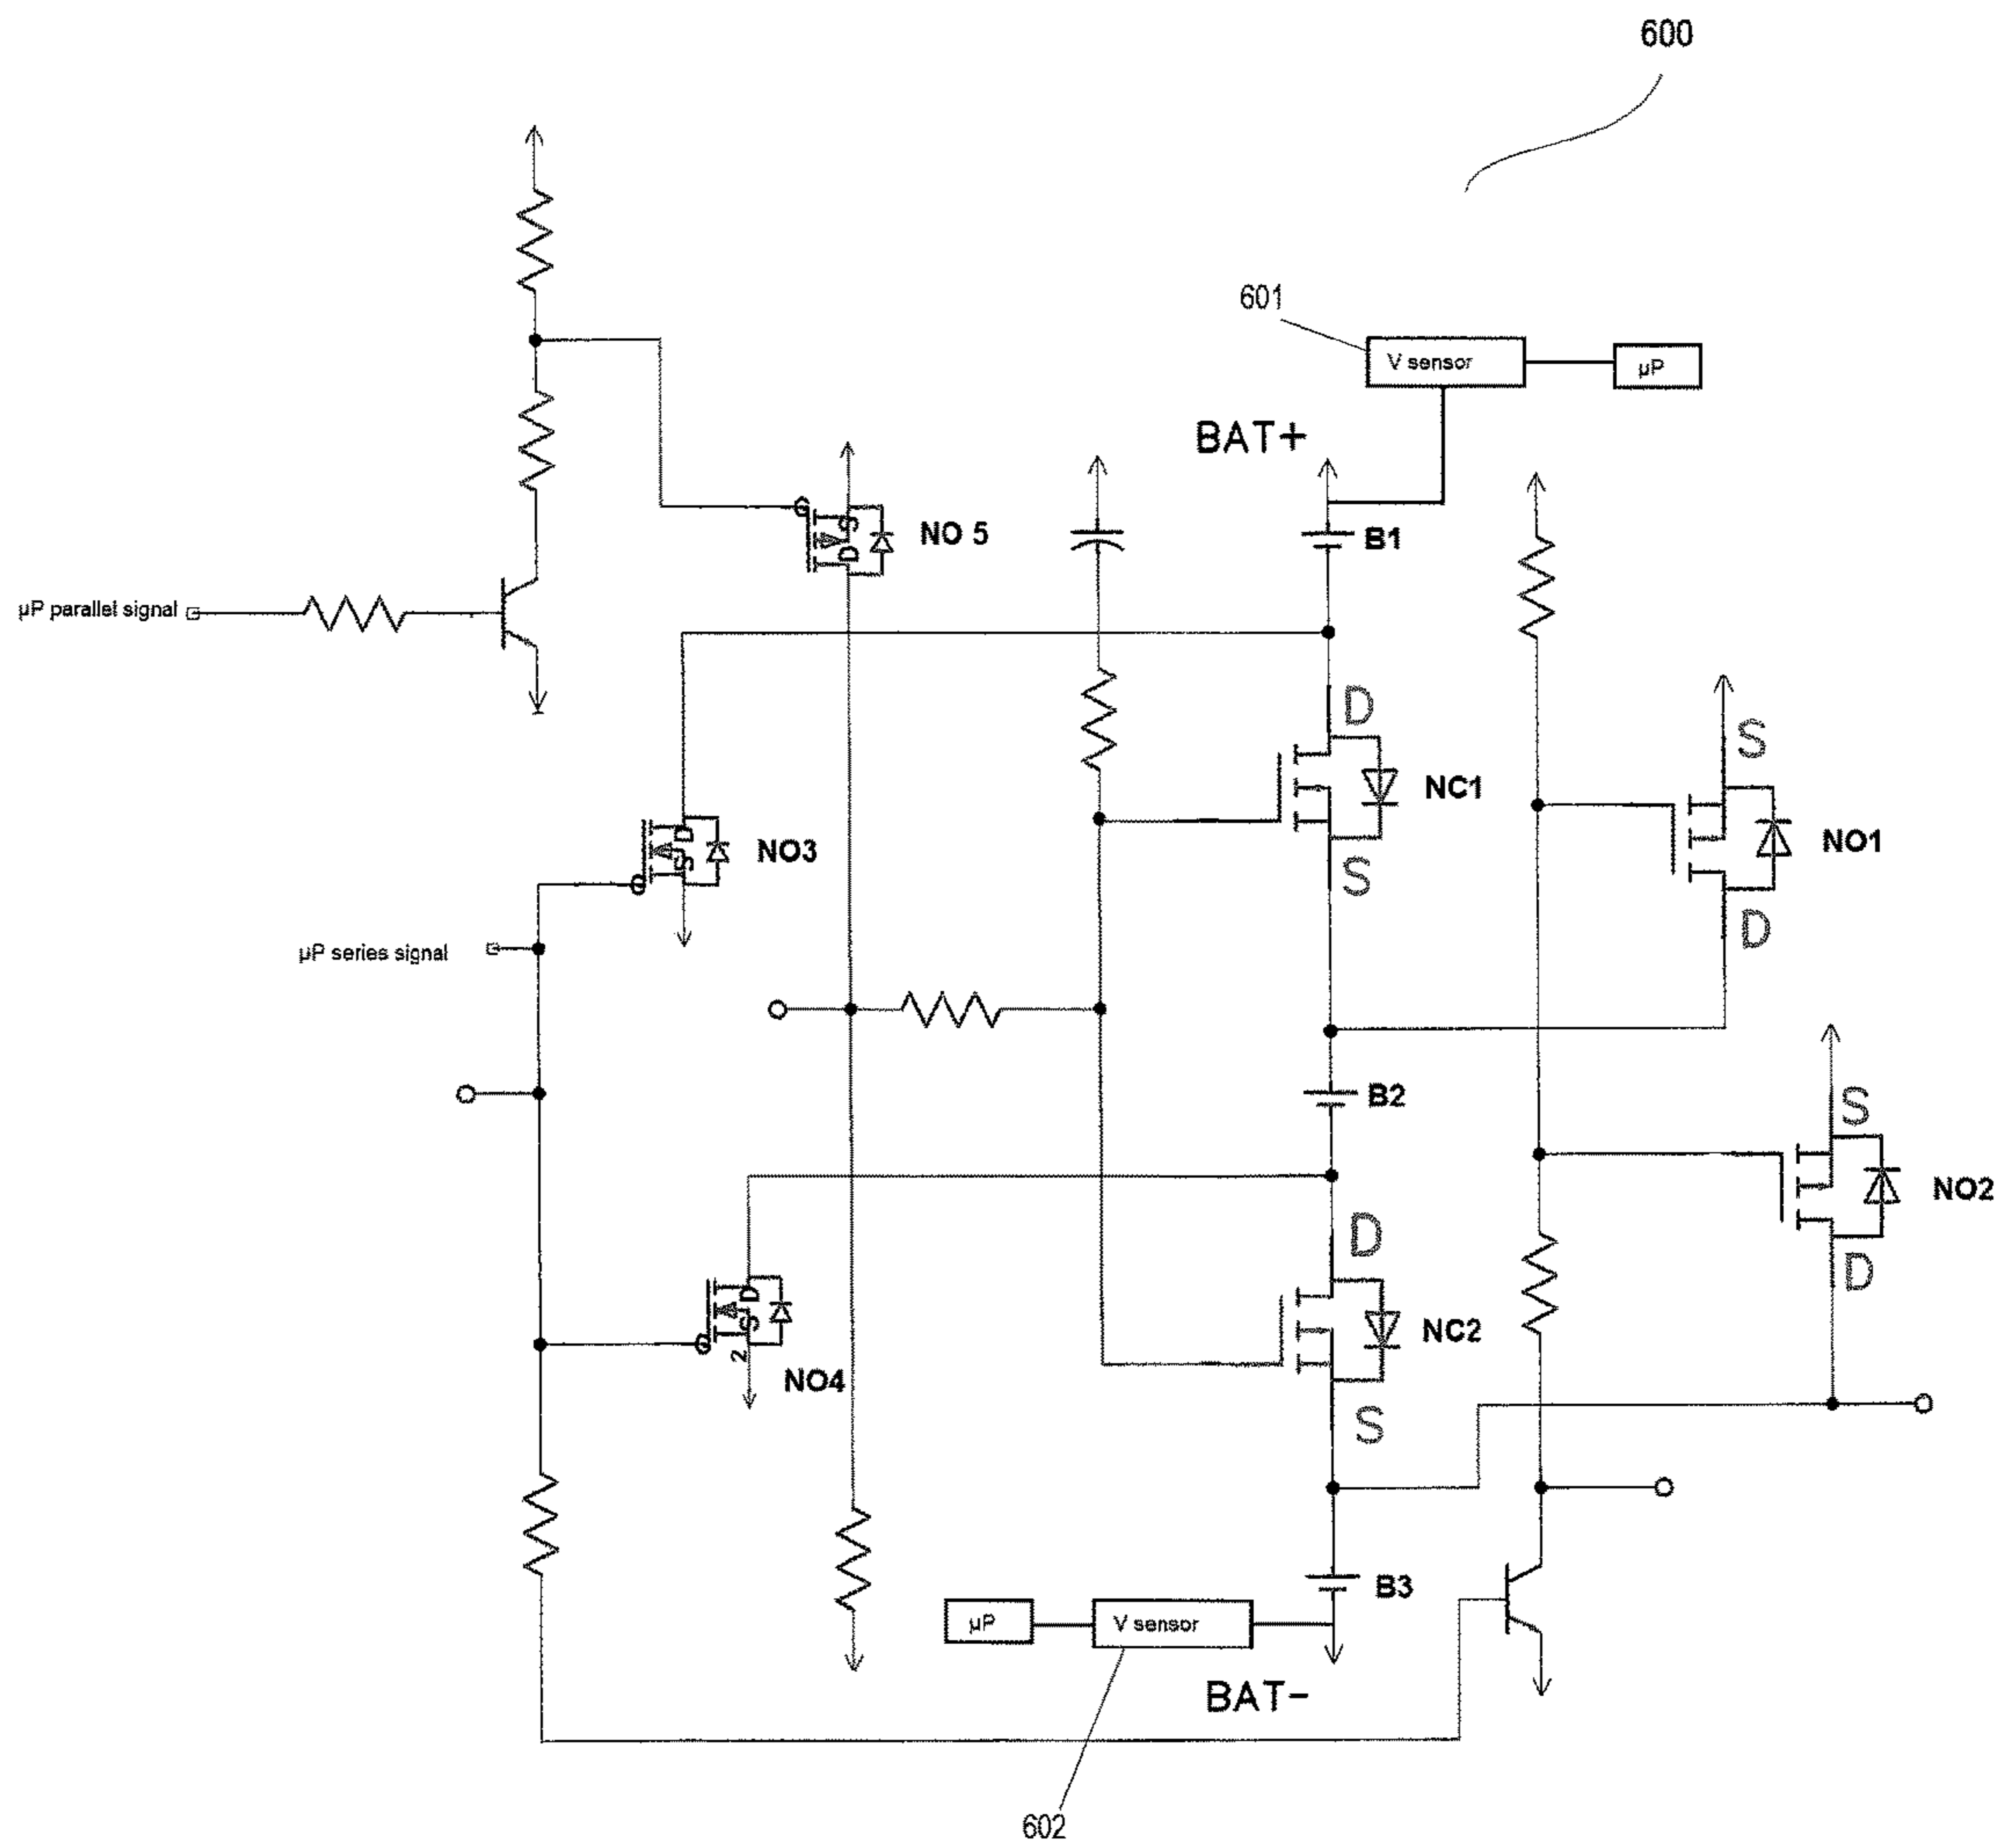 600
601
V sensor
µP
BAT+
B1
NO 5
S
D
µP parallel signal
D
NC1
S
S
NO1
D
D
S
NO3
µP series signal
B2
S
NO2
D
D
NC2
S
D
S
2
NO4
B3
µP
V sensor
BAT-
602